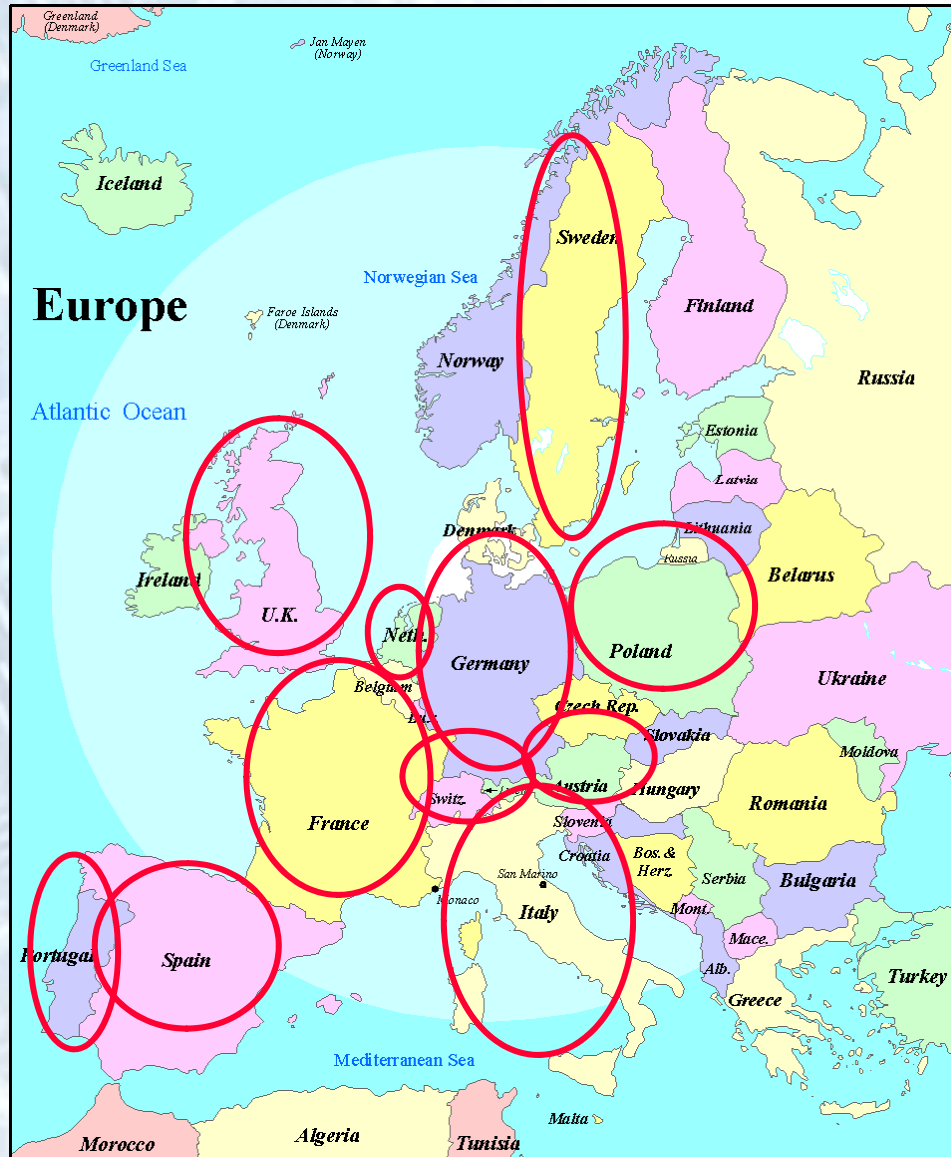 Greenland
(Denmark)
Jan Mayen
(Norway)
Greenland Sea
Iceland
Sweden
Norwegian Sea
Europe
Finland
Faroe Islands
(Denmark)
Norway
Russia
Atlantic Ocean
Estonia
Latvia
Denmark
Lithuania
Russia
Ireland
Belarus
U.K.
Neth.
Poland
Germany
Ukraine
Belgium
Czech Rep.
Lux.
Slovakia
Moldova
Austria
Hungary
Switz.
Romania
France
Slovenia
Croatia
Bos. &
Herz.
San Marino
Serbia
Bulgaria
Monaco
Italy
Mont.
Mace.
Portugal
Spain
Alb.
Turkey
Greece
Mediterranean Sea
Malta
Morocco
Algeria
Tunisia